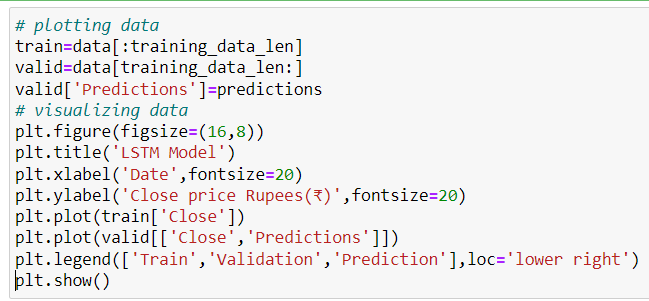 # plotting data
train=data[:training_data_len]
valid=data[training_data_len:]
valid['Predictions']=predictions
# visualizing data
plt.figure(figsize=(16,8))
plt.title('LSTM Model')
plt.xlabel('Date',fontsize=20)
plt.ylabel('Close price Rupees(₹)',fontsize=20)
plt.plot(train['Close'])
plt.plot(valid[['Close','Predictions']])
plt.legend(['Train','Validation','Prediction'],loc='lower right')
plt.show()